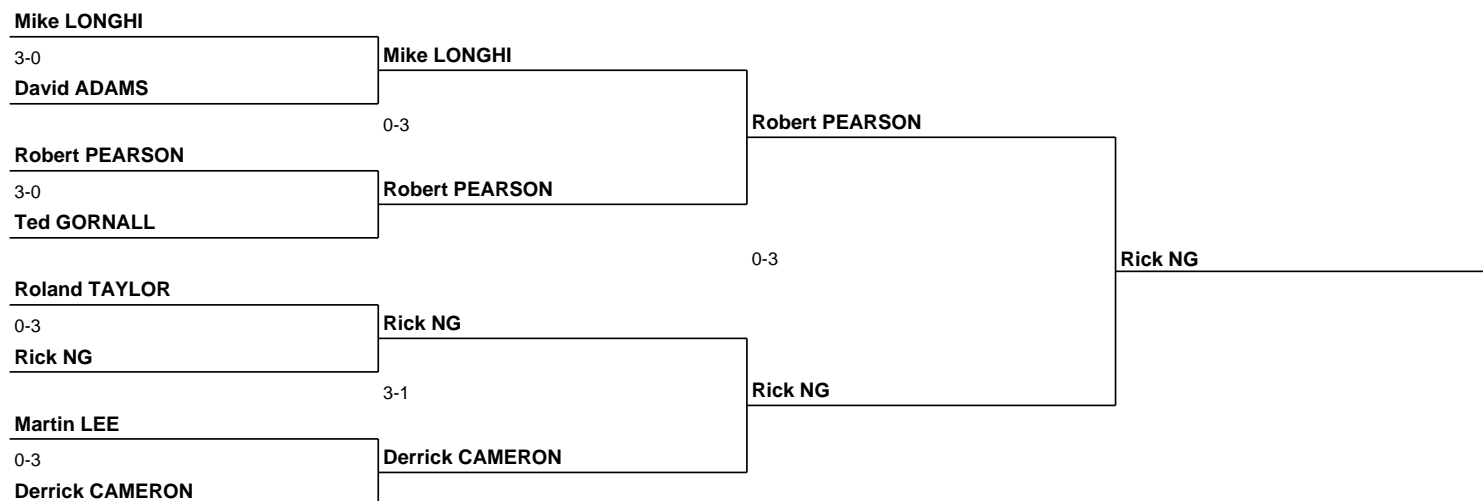 Mike LONGHI
3-0
Mike LONGHI
David ADAMS
0-3
Robert PEARSON
Robert PEARSON
3-0
Robert PEARSON
Ted GORNALL
0-3
Rick NG
Roland TAYLOR
0-3
Rick NG
Rick NG
3-1
Rick NG
Martin LEE
0-3
Derrick CAMERON
Derrick CAMERON